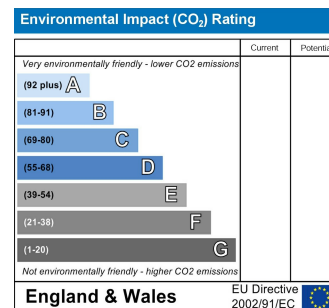 Environmental Impact (CO₂) Rating
Current Potentia
Very environmentally friendly - lower CO2 emissions
(92 plus) A
(81-91) B
(69-80) C
(55-68) D
(39-54) E
(21-38) F
(1-20) G
Not environmentally friendly - higher CO2 emissions
England & Wales
EU Directive
2002/91/EC